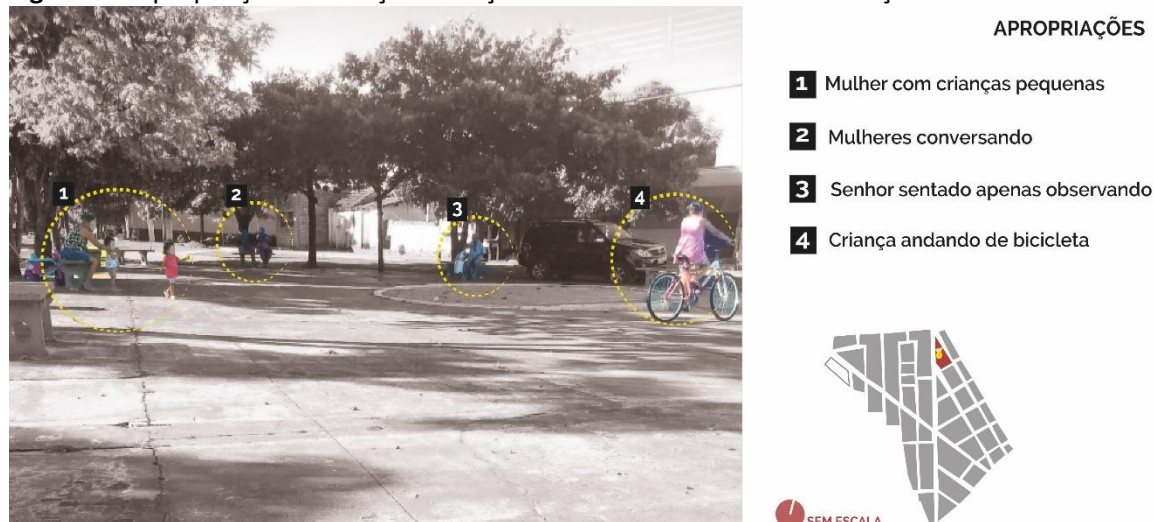 APROPRIAÇÕES
1 Mulher com crianças pequenas
2 Mulheres conversando
3 Senhor sentado apenas observando
4 Criança andando de bicicleta
1
2
3
4
SEM ESCALA